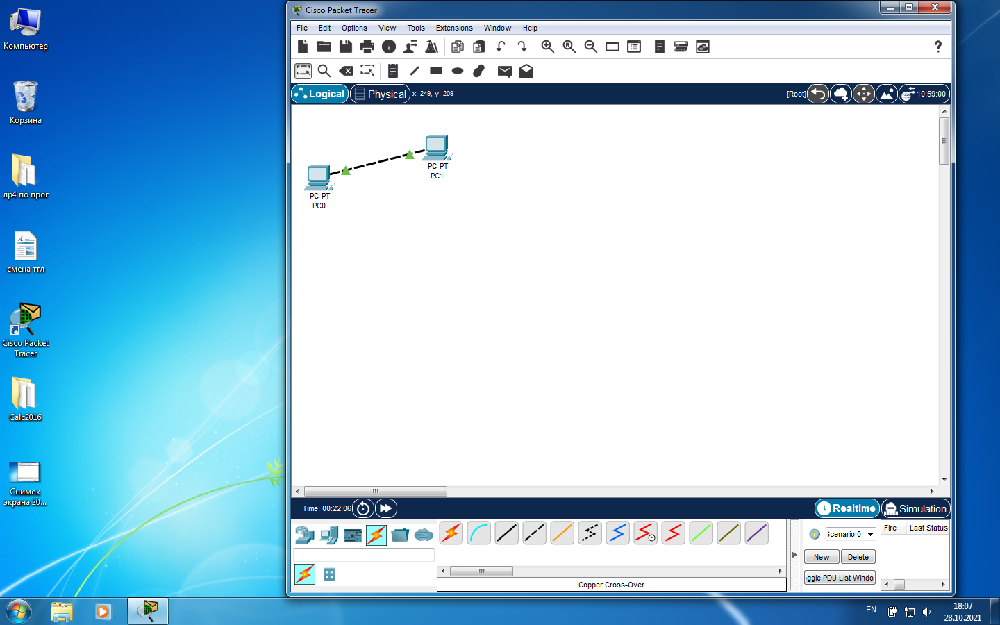 Компьютер
Корзина
лр4 по прог
смена ттл
Cisco Packet
Tracer
Calc2016
Снимок
экрана 20...
Cisco Packet Tracer
File Edit Options View Tools Extensions Window Help
Logical Physical x: 249, y: 209 [Root] 10:59:00
PC-PT
PC1
PC-PT
PC0
Time: 00:22:06 Realtime Simulation
Scenario 0 Fire Last Status
New Delete
ggle PDU List Windo
Copper Cross-Over
EN 18:07
28.10.2021